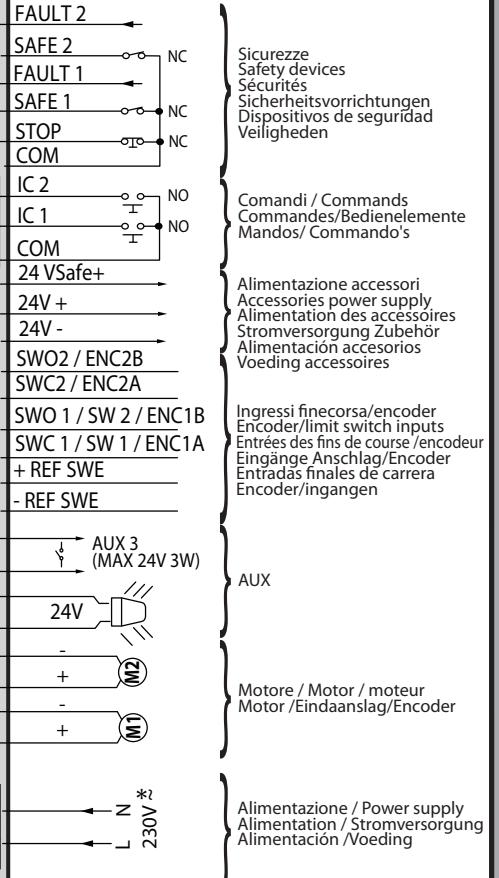 FAULT 2
SAFE 2
NC
FAULT 1
SAFE 1
NC
STOP
NC
COM
Sicurezze
Safety devices
Sécurités
Sicherheitsvorrichtungen
Dispositivos de seguridad
Veiligheden
IC 2
NO
IC 1
NO
COM
Comandi / Commands
Commandes/Bedienelemente
Mandos/ Commando's
24 VSafe+
24V +
24V -
Alimentazione accessori
Accessories power supply
Alimentation des accessoires
Stromversorgung Zubehör
Alimentación accesorios
Voeding accessoires
SWO2 / ENC2B
SWC2 / ENC2A
SWO 1 / SW 2 / ENC1B
SWC 1 / SW 1 / ENC1A
+ REF SWE
- REF SWE
Ingressi finecorsa/encoder
Encoder/limit switch inputs
Entrées des fins de course /encodeur
Eingänge Anschlag/Encoder
Entradas finales de carrera
Encoder/ingangen
AUX 3
(MAX 24V 3W)
24V
AUX
-
+
M2
-
+
M1
Motore / Motor / moteur
Motor /Eindaanslag/Encoder
N
L
230V~*
Alimentazione / Power supply
Alimentation / Stromversorgung
Alimentación /Voeding